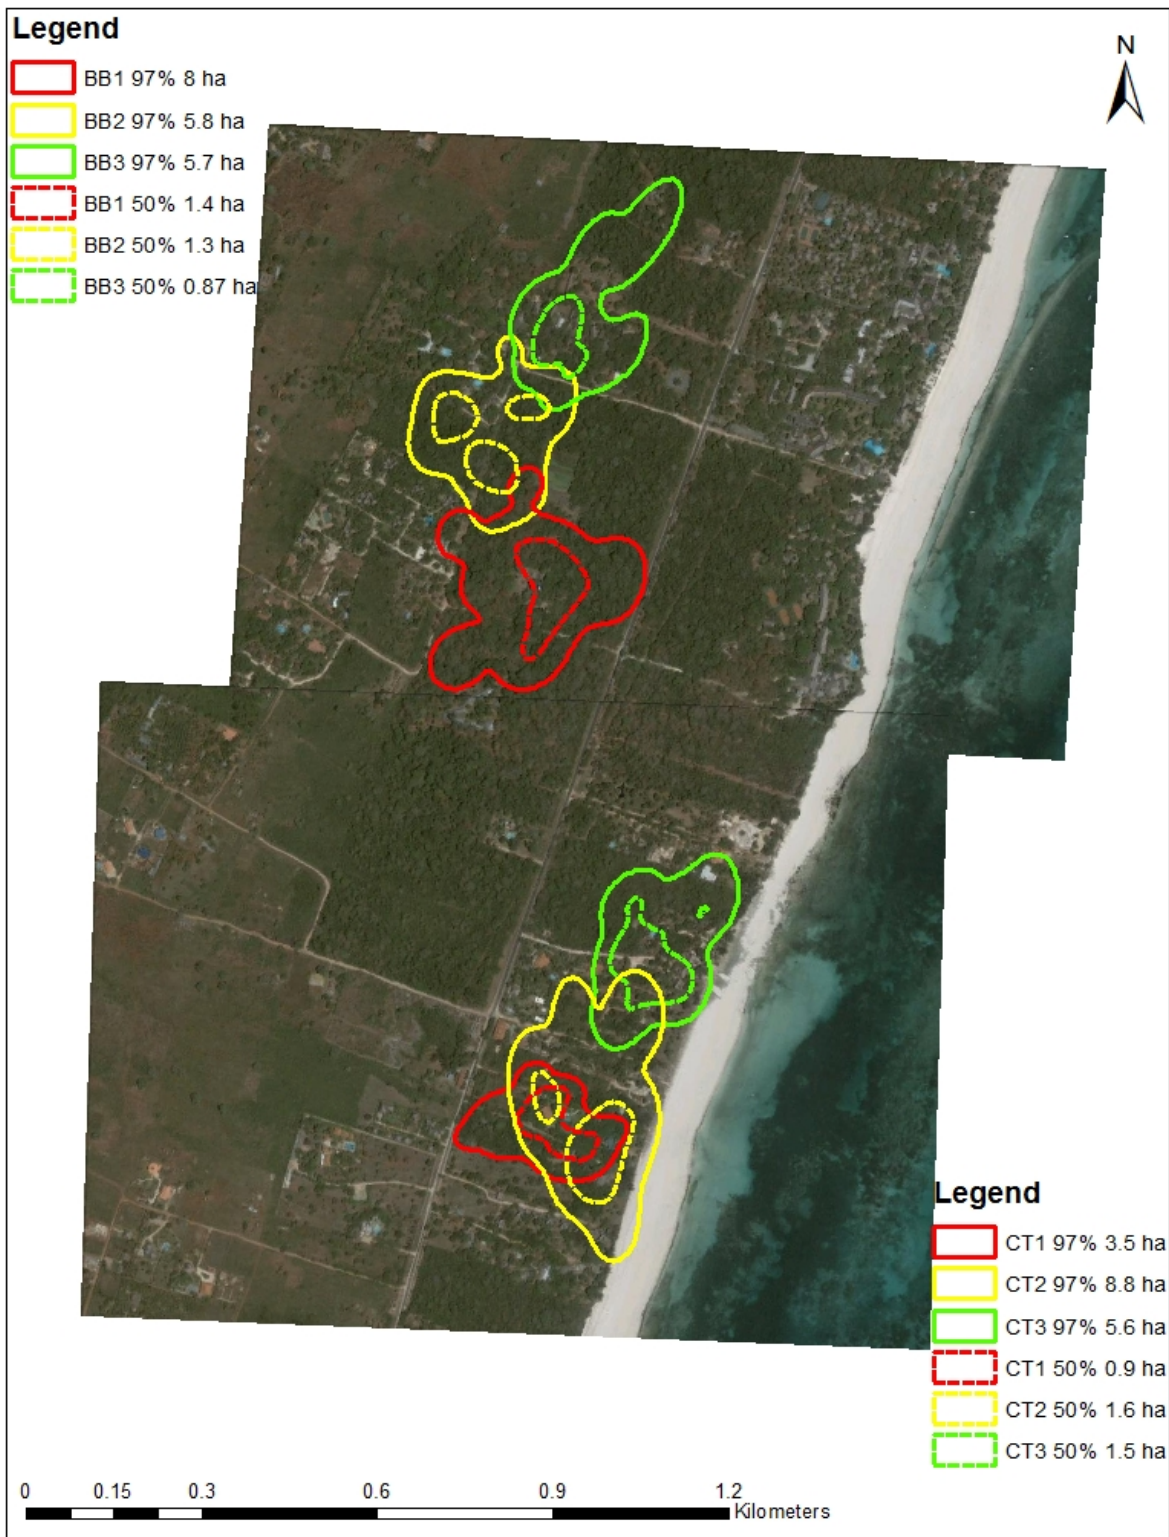 Legend
BB1 97% 8 ha
BB2 97% 5.8 ha
BB3 97% 5.7 ha
BB1 50% 1.4 ha
BB2 50% 1.3 ha
BB3 50% 0.87 ha
N
Legend
CT1 97% 3.5 ha
CT2 97% 8.8 ha
CT3 97% 5.6 ha
CT1 50% 0.9 ha
CT2 50% 1.6 ha
CT3 50% 1.5 ha
0 0.15 0.3 0.6 0.9 1.2
Kilometers